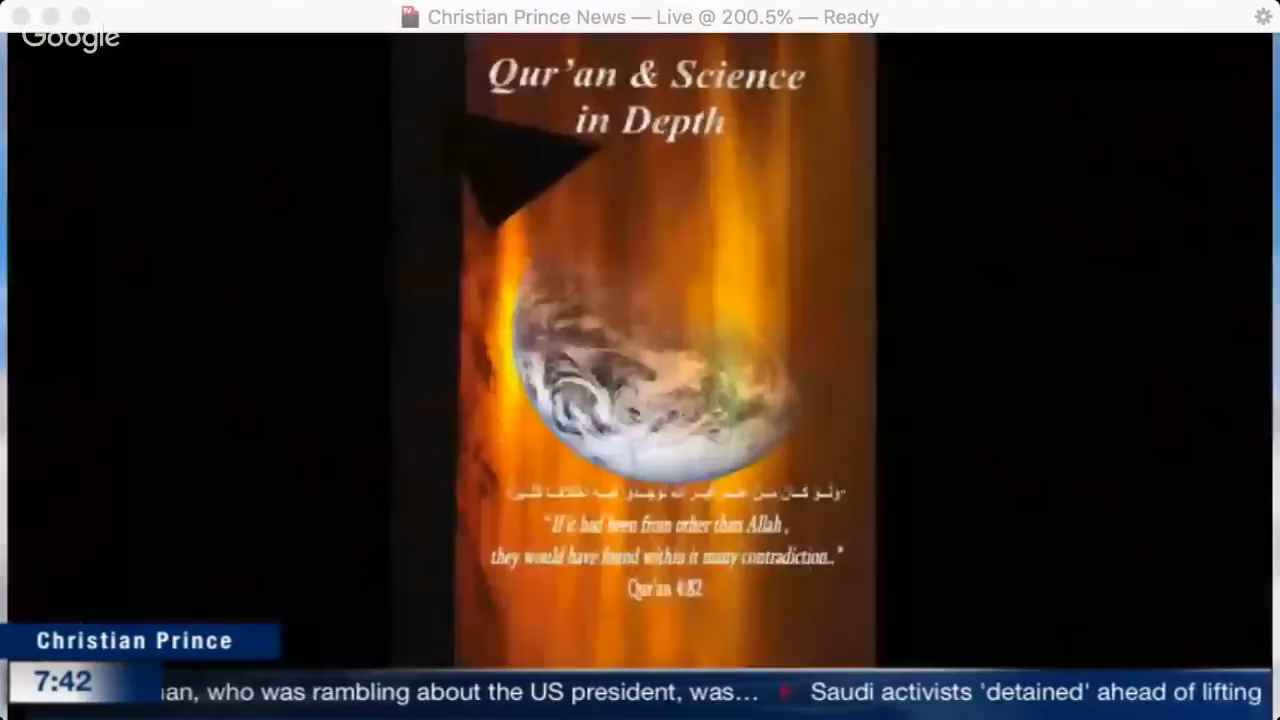 Christian Prince News — Live @ 200.5% — Ready
Google
Qur'an & Science
in Depth
"If it had been from other than Allah ,
they would have found within it many contradiction.."
Qur'an 4:82
Christian Prince
7:42
an, who was rambling about the US president, was... Saudi activists 'detained' ahead of lifting